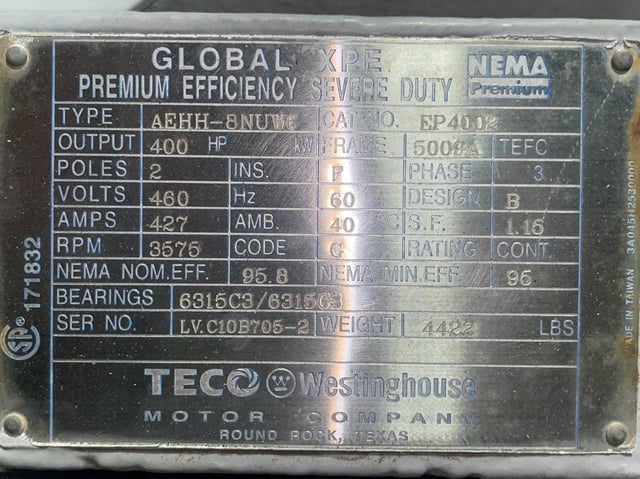 GLOBAL XPE
NEMA
Premium
PREMIUM EFFICIENCY SEVERE DUTY
TYPE AEHH-8NUW6 CAT NO. EP4002
OUTPUT 400 HP KW FRAME TEFC
POLES 2 INS. F PHASE 3
VOLTS 460 Hz 60 DESIGN B
AMPS 427 AMB. 40 °C S.F. 1.15
RPM 3575 CODE G RATING CONT.
NEMA NOM.EFF. 95.8 NEMA MIN.EFF 95
BEARINGS 6315C3/6315C3
SER NO. LV.C10B705-2 WEIGHT 4422 LBS
TECO Westinghouse
MOTOR COMPANY
ROUND ROCK, TEXAS
171832
MADE IN TAIWAN